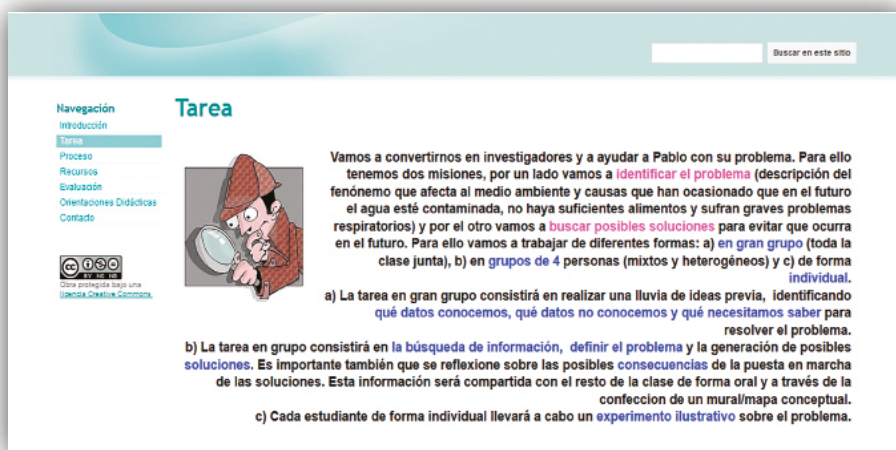 Buscar en este sitio
Navegación
Introducción
Tarea
Proceso
Recursos
Evaluación
Orientaciones Didácticas
Contacto
BY NC ND
Obra protegida bajo una
licencia Creative Commons
Tarea
Vamos a convertirnos en investigadores y a ayudar a Pablo con su problema. Para ello
tenemos dos misiones, por un lado vamos a identificar el problema (descripción del
fenónemo que afecta al medio ambiente y causas que han ocasionado que en el futuro
el agua esté contaminada, no haya suficientes alimentos y sufran graves problemas
respiratorios) y por el otro vamos a buscar posibles soluciones para evitar que ocurra
en el futuro. Para ello vamos a trabajar de diferentes formas: a) en gran grupo (toda la
clase junta), b) en grupos de 4 personas (mixtos y heterogéneos) y c) de forma
individual.
a) La tarea en gran grupo consistirá en realizar una lluvia de ideas previa, identificando
qué datos conocemos, qué datos no conocemos y qué necesitamos saber para
resolver el problema.
b) La tarea en grupo consistirá en la búsqueda de información, definir el problema y la generación de posibles
soluciones. Es importante también que se reflexione sobre las posibles consecuencias de la puesta en marcha
de las soluciones. Esta información será compartida con el resto de la clase de forma oral y a través de la
confeccion de un mural/mapa conceptual.
c) Cada estudiante de forma individual llevará a cabo un experimento ilustrativo sobre el problema.